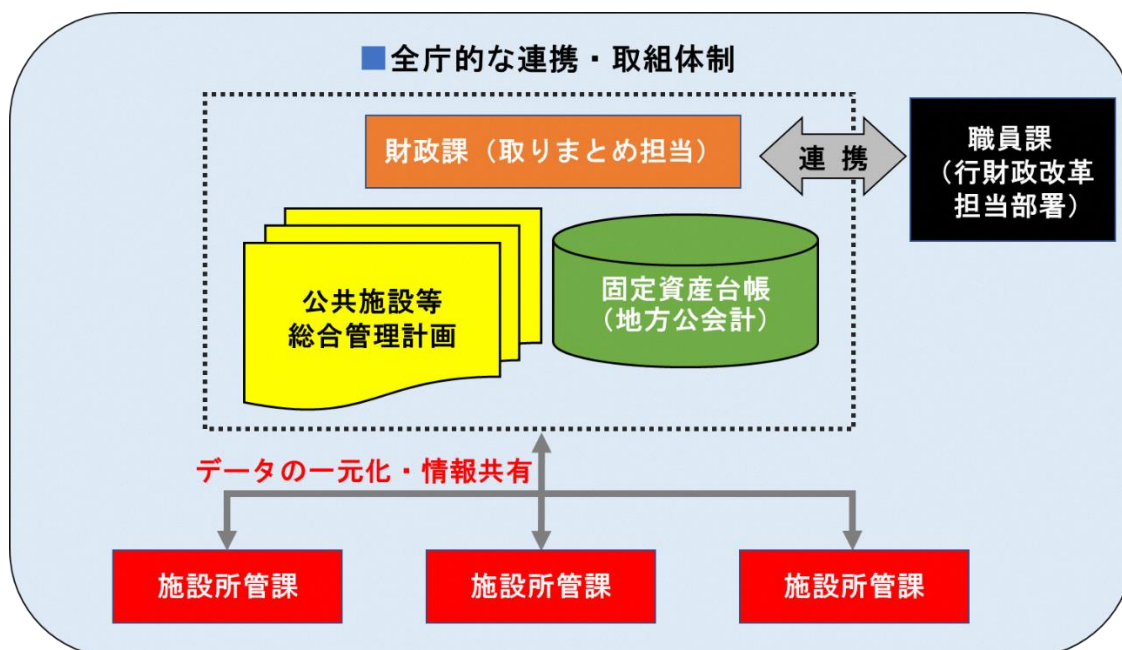 ■全庁的な連携・取組体制
財政課（取りまとめ担当）
連 携
職員課
（行財政改革
担当部署）
公共施設等
総合管理計画
固定資産台帳
（地方公会計）
データの一元化・情報共有
施設所管課
施設所管課
施設所管課